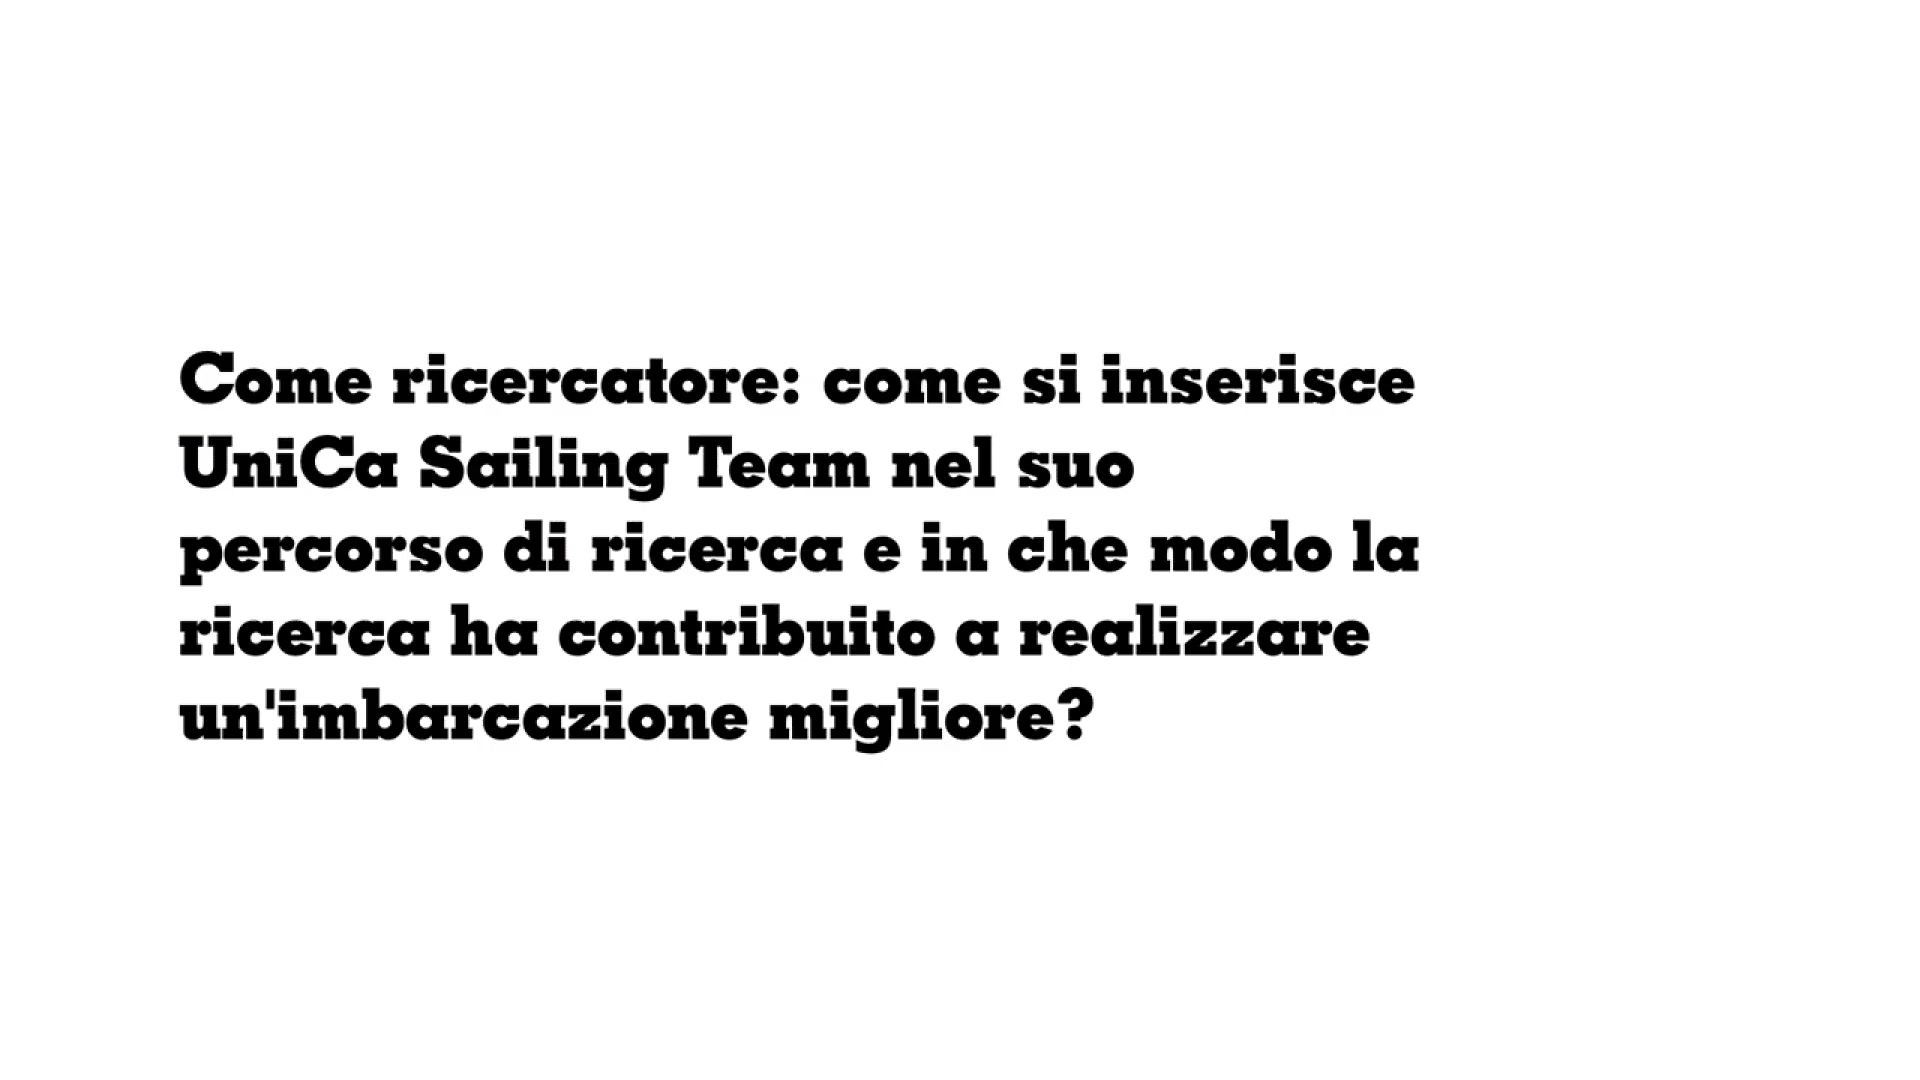 Come ricercatore: come si inserisce
UniCa Sailing Team nel suo
percorso di ricerca e in che modo la
ricerca ha contribuito a realizzare
un'imbarcazione migliore?